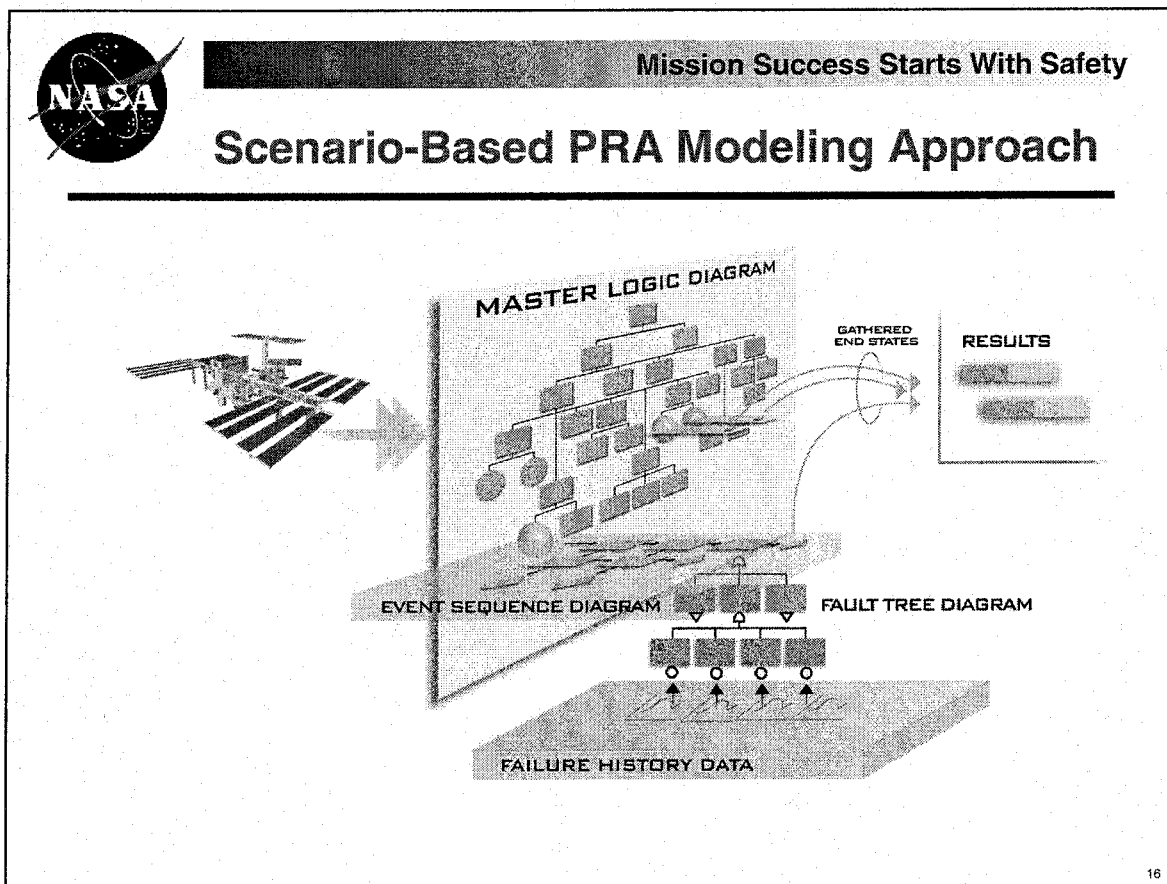 NASA
Mission Success Starts With Safety
Scenario-Based PRA Modeling Approach
MASTER LOGIC DIAGRAM
GATHERED
END STATES
RESULTS
EVENT SEQUENCE DIAGRAM
FAULT TREE DIAGRAM
FAILURE HISTORY DATA
16